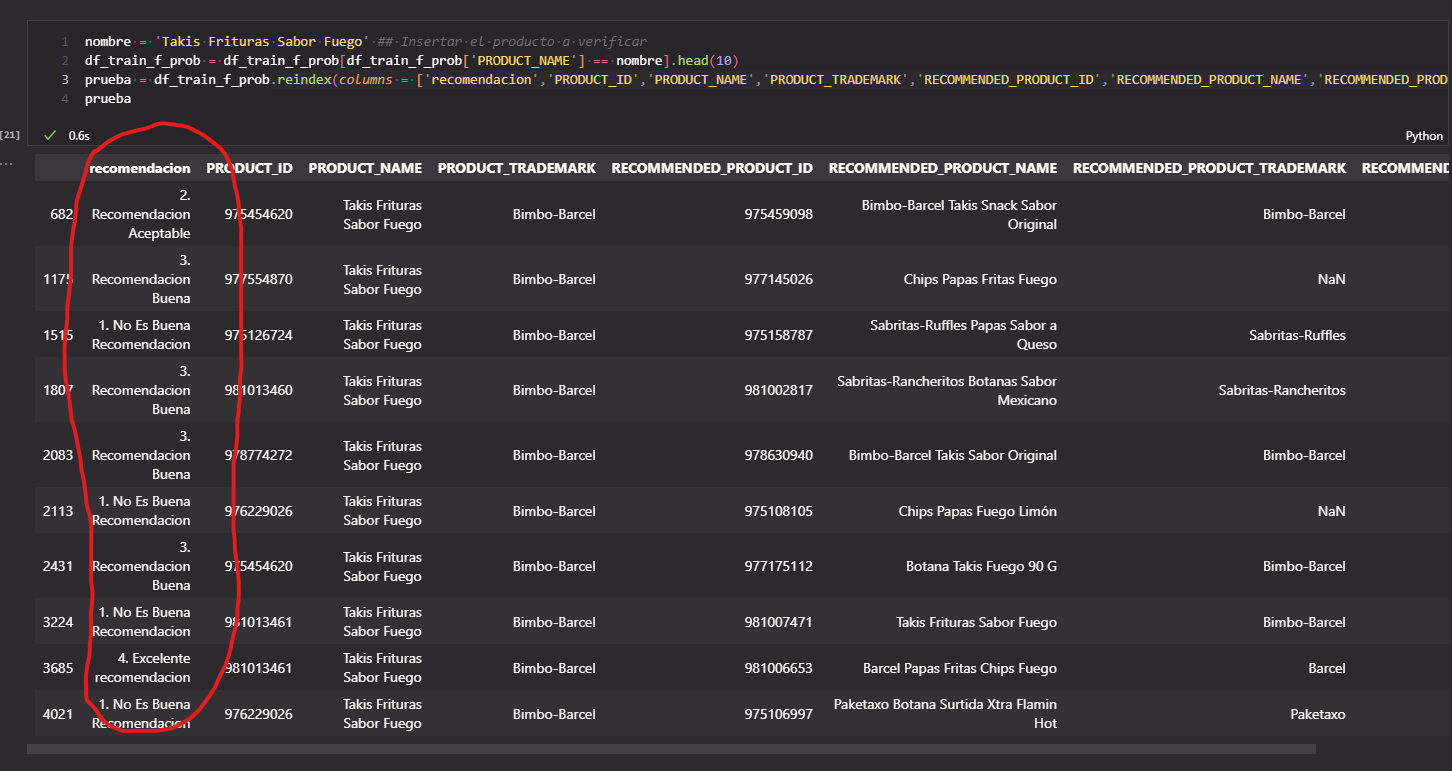 1 nombre = 'Takis Frituras Sabor Fuego' ## Insertar el producto a verificar
2 df_train_f_prob = df_train_f_prob[df_train_f_prob['PRODUCT_NAME'] == nombre].head(10)
3 prueba = df_train_f_prob.reindex(columns = ['recomendacion','PRODUCT_ID','PRODUCT_NAME','PRODUCT_TRADEMARK','RECOMMENDED_PRODUCT_ID','RECOMMENDED_PRODUCT_NAME','RECOMMENDED_PROD
4 prueba
[21] ✓ 0.6s Python
... recomendacion PRODUCT_ID PRODUCT_NAME PRODUCT_TRADEMARK RECOMMENDED_PRODUCT_ID RECOMMENDED_PRODUCT_NAME RECOMMENDED_PRODUCT_TRADEMARK RECOMMEND
2.
Takis Frituras Bimbo-Barcel Takis Snack Sabor
682 Recomendacion 975454620 Bimbo-Barcel 975459098 Bimbo-Barcel
Sabor Fuego Original
Aceptable
3.
Takis Frituras
1175 Recomendacion 977554870 Bimbo-Barcel 977145026 Chips Papas Fritas Fuego NaN
Sabor Fuego
Buena
1. No Es Buena Takis Frituras Sabritas-Ruffles Papas Sabor a
1515 975126724 Bimbo-Barcel 975158787 Sabritas-Ruffles
Recomendacion Sabor Fuego Queso
3.
Takis Frituras Sabritas-Rancheritos Botanas Sabor
1807 Recomendacion 981013460 Bimbo-Barcel 981002817 Sabritas-Rancheritos
Sabor Fuego Mexicano
Buena
3.
Takis Frituras
2083 Recomendacion 978774272 Bimbo-Barcel 978630940 Bimbo-Barcel Takis Sabor Original Bimbo-Barcel
Sabor Fuego
Buena
1. No Es Buena Takis Frituras
2113 976229026 Bimbo-Barcel 975108105 Chips Papas Fuego Limón NaN
Recomendacion Sabor Fuego
3.
Takis Frituras
2431 Recomendacion 975454620 Bimbo-Barcel 977175112 Botana Takis Fuego 90 G Bimbo-Barcel
Sabor Fuego
Buena
1. No Es Buena Takis Frituras
3224 981013461 Bimbo-Barcel 981007471 Takis Frituras Sabor Fuego Bimbo-Barcel
Recomendacion Sabor Fuego
4. Excelente Takis Frituras
3685 981013461 Bimbo-Barcel 981006653 Barcel Papas Fritas Chips Fuego Barcel
recomendacion Sabor Fuego
1. No Es Buena Takis Frituras Paketaxo Botana Surtida Xtra Flamin
4021 976229026 Bimbo-Barcel 975106997 Paketaxo
Recomendacion Sabor Fuego Hot